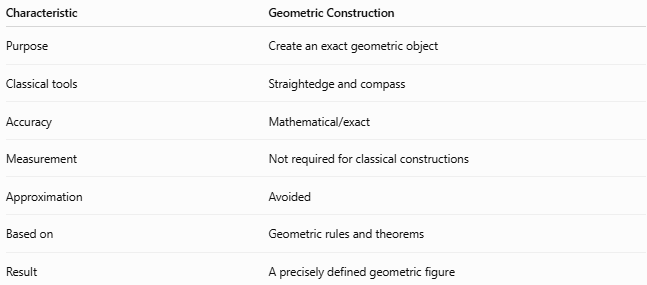 Characteristic Geometric Construction
Purpose Create an exact geometric object
Classical tools Straightedge and compass
Accuracy Mathematical/exact
Measurement Not required for classical constructions
Approximation Avoided
Based on Geometric rules and theorems
Result A precisely defined geometric figure